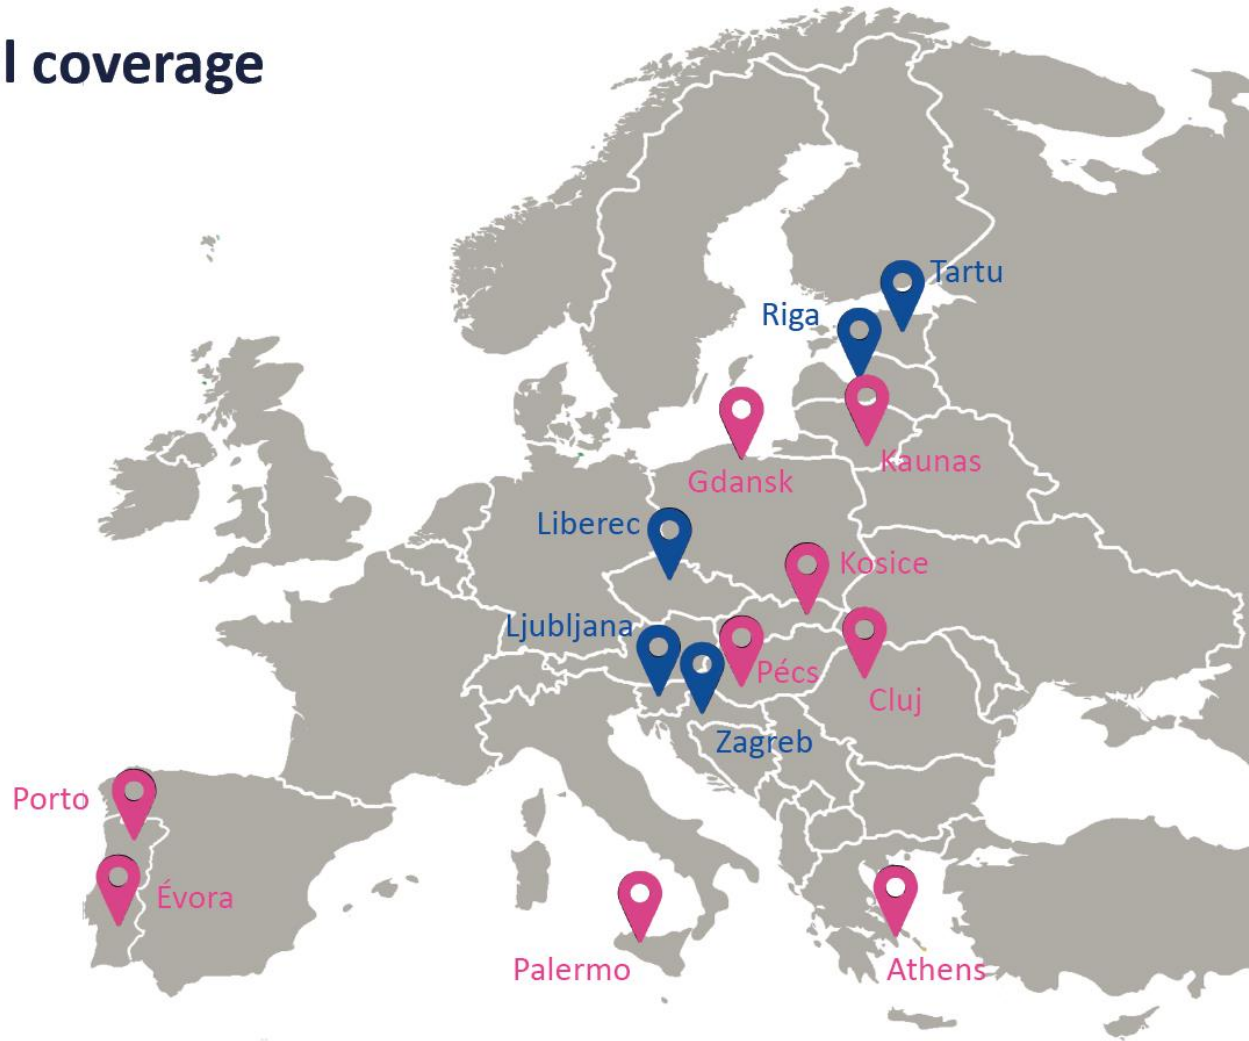 l coverage
Tartu
Riga
Kaunas
Gdansk
Liberec
Kosice
Ljubljana
Pécs
Cluj
Zagreb
Porto
Évora
Palermo
Athens